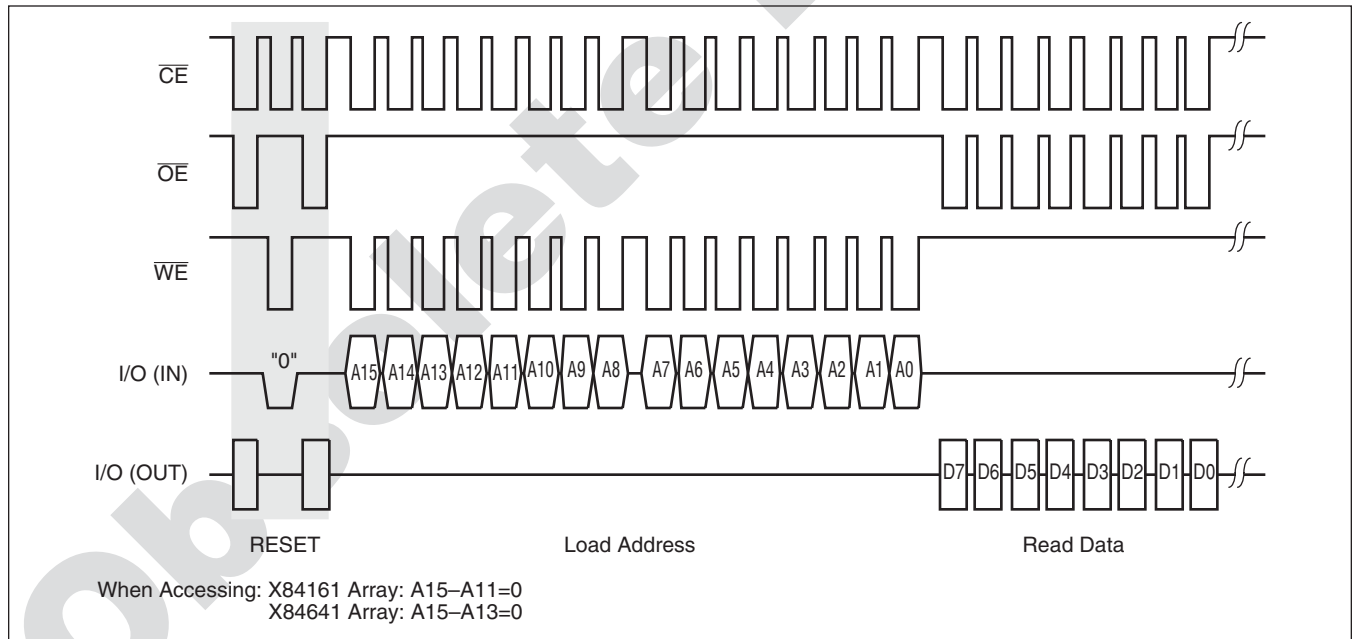 Obsolete
CE
OE
WE
I/O (IN)
"0"
A15 A14 A13 A12 A11 A10 A9 A8 A7 A6 A5 A4 A3 A2 A1 A0
I/O (OUT)
D7 D6 D5 D4 D3 D2 D1 D0
RESET
Load Address
Read Data
When Accessing: X84161 Array: A15–A11=0
X84641 Array: A15–A13=0